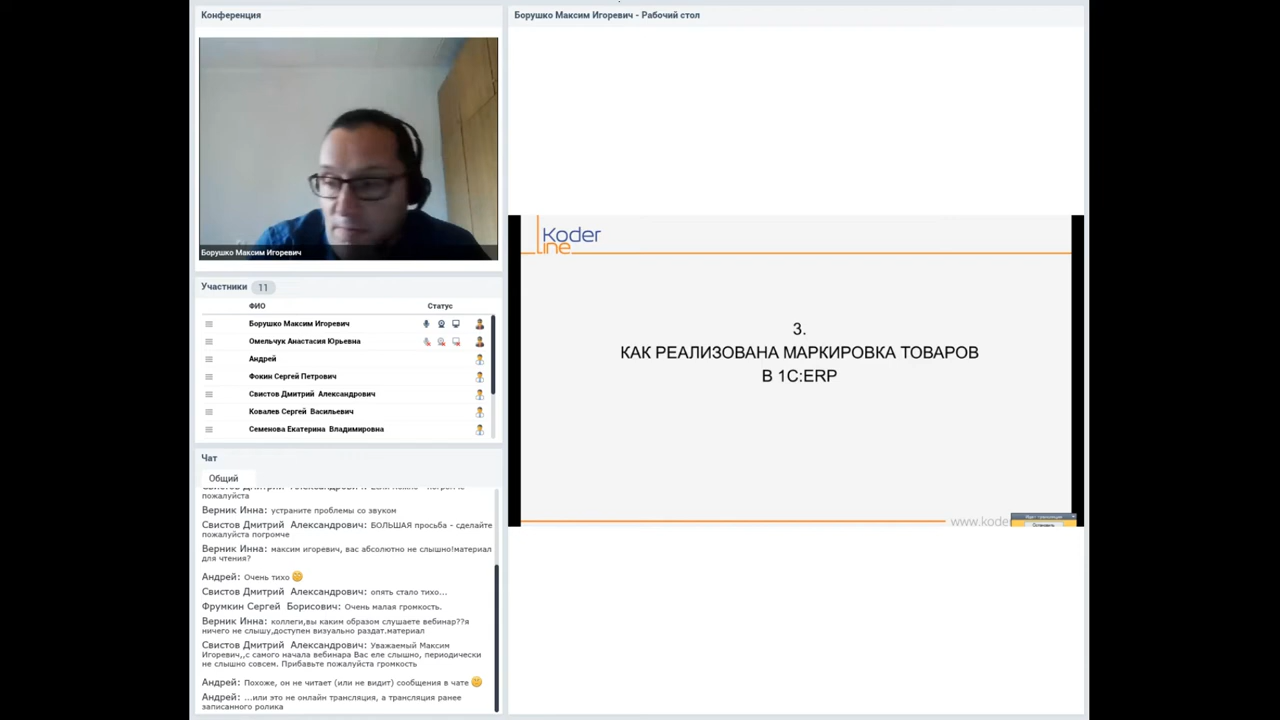 Конференция
Борушко Максим Игоревич
Участники 11
ФИО Статус
Борушко Максим Игоревич
Омельчук Анастасия Юрьевна
Андрей
Фокин Сергей Петрович
Свистов Дмитрий Александрович
Ковалев Сергей Васильевич
Семенова Екатерина Владимировна
Чат
Общий
пожалуйста
Верник Инна: устраните проблемы со звуком
Свистов Дмитрий Александрович: БОЛЬШАЯ просьба - сделайте
пожалуйста погромче
Верник Инна: максим игоревич, вас абсолютно не слышно!материал
для чтения?
Андрей: Очень тихо
Свистов Дмитрий Александрович: опять стало тихо...
Фрумкин Сергей Борисович: Очень малая громкость.
Верник Инна: коллеги,вы каким образом слушаете вебинар??я
ничего не слышу,доступен визуально раздат.материал
Свистов Дмитрий Александрович: Уважаемый Максим
Игоревич,,с самого начала вебинара Вас еле слышно, периодически
не слышно совсем. Прибавьте пожалуйста громкость
Андрей: Похоже, он не читает (или не видит) сообщения в чате
Андрей: ...или это не онлайн трансляция, а трансляция ранее
записанного ролика
Борушко Максим Игоревич - Рабочий стол
Koder
line
3.
КАК РЕАЛИЗОВАНА МАРКИРОВКА ТОВАРОВ
В 1С:ERP
www.koder